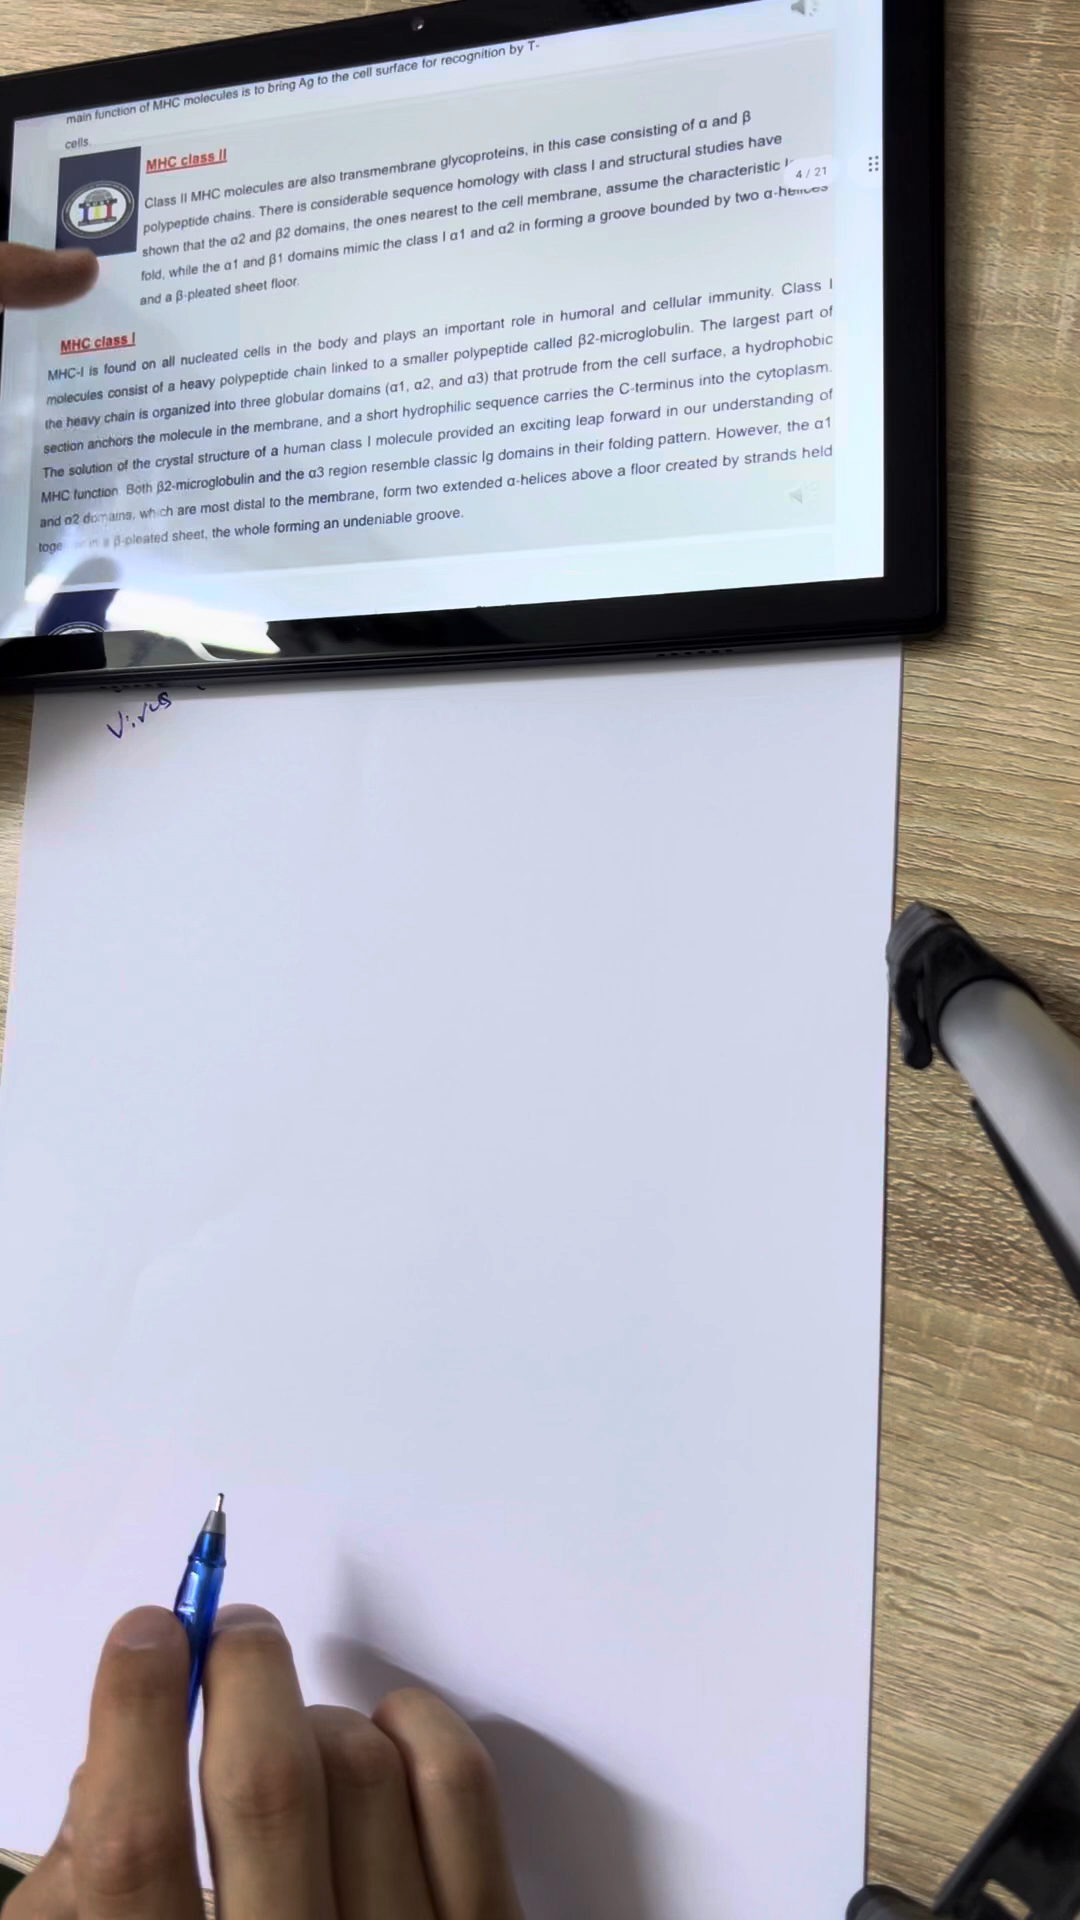 main function of MHC molecules is to bring Ag to the cell surface for recognition by T-
cells.
MHC class II
Class II MHC molecules are also transmembrane glycoproteins, in this case consisting of α and β
polypeptide chains. There is considerable sequence homology with class I and structural studies have
shown that the α2 and β2 domains, the ones nearest to the cell membrane, assume the characteristic
4 / 21
fold, while the α1 and β1 domains mimic the class I α1 and α2 in forming a groove bounded by two α-helices
and a β-pleated sheet floor.
MHC class I
MHC-I is found on all nucleated cells in the body and plays an important role in humoral and cellular immunity. Class I
molecules consist of a heavy polypeptide chain linked to a smaller polypeptide called β2-microglobulin. The largest part of
the heavy chain is organized into three globular domains (α1, α2, and α3) that protrude from the cell surface, a hydrophobic
section anchors the molecule in the membrane, and a short hydrophilic sequence carries the C-terminus into the cytoplasm.
The solution of the crystal structure of a human class I molecule provided an exciting leap forward in our understanding of
MHC function. Both β2-microglobulin and the α3 region resemble classic Ig domains in their folding pattern. However, the α1
and α2 domains, which are most distal to the membrane, form two extended α-helices above a floor created by strands held
in a β-pleated sheet, the whole forming an undeniable groove.
Virus